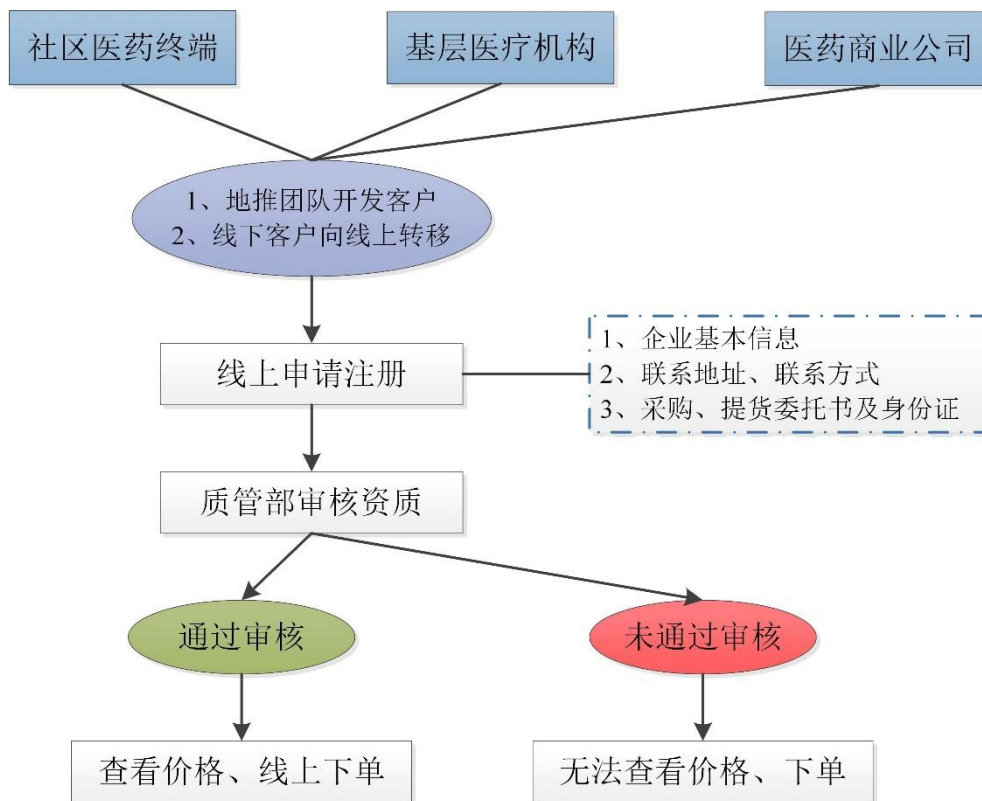 社区医药终端
基层医疗机构
医药商业公司
1、地推团队开发客户
2、线下客户向线上转移
线上申请注册
1、企业基本信息
2、联系地址、联系方式
3、采购、提货委托书及身份证
质管部审核资质
通过审核
未通过审核
查看价格、线上下单
无法查看价格、下单